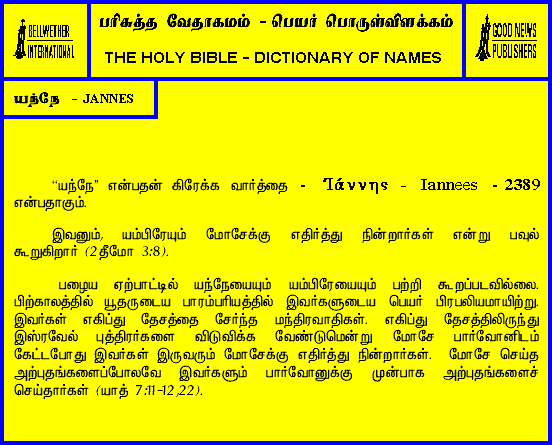 BELLWETHER
INTERNATIONAL
பரிசுத்த வேதாகமம் - பெயர் பொருள்விளக்கம்
THE HOLY BIBLE - DICTIONARY OF NAMES
GOOD NEWS
PUBLISHERS
யந்நே - JANNES
“யந்நே” என்பதன் கிரேக்க வார்த்தை - Ἰάννης - Iannees - 2389
என்பதாகும்.
இவனும், யம்பிரேயும் மோசேக்கு எதிர்த்து நின்றார்கள் என்று பவுல்
கூறுகிறார் (2தீமோ 3:8).
பழைய ஏற்பாட்டில் யந்நேயையும் யம்பிரேயையும் பற்றி கூறப்படவில்லை.
பிற்காலத்தில் யூதருடைய பாரம்பரியத்தில் இவர்களுடைய பெயர் பிரபலியமாயிற்று.
இவர்கள் எகிப்து தேசத்தை சேர்ந்த மந்திரவாதிகள். எகிப்து தேசத்திலிருந்து
இஸ்ரவேல் புத்திரர்களை விடுவிக்க வேண்டுமென்று மோசே பார்வோனிடம்
கேட்டபோது இவர்கள் இருவரும் மோசேக்கு எதிர்த்து நின்றார்கள். மோசே செய்த
அற்புதங்களைப்போலவே இவர்களும் பார்வோனுக்கு முன்பாக அற்புதங்களைச்
செய்தார்கள் (யாத் 7:11-12,22).